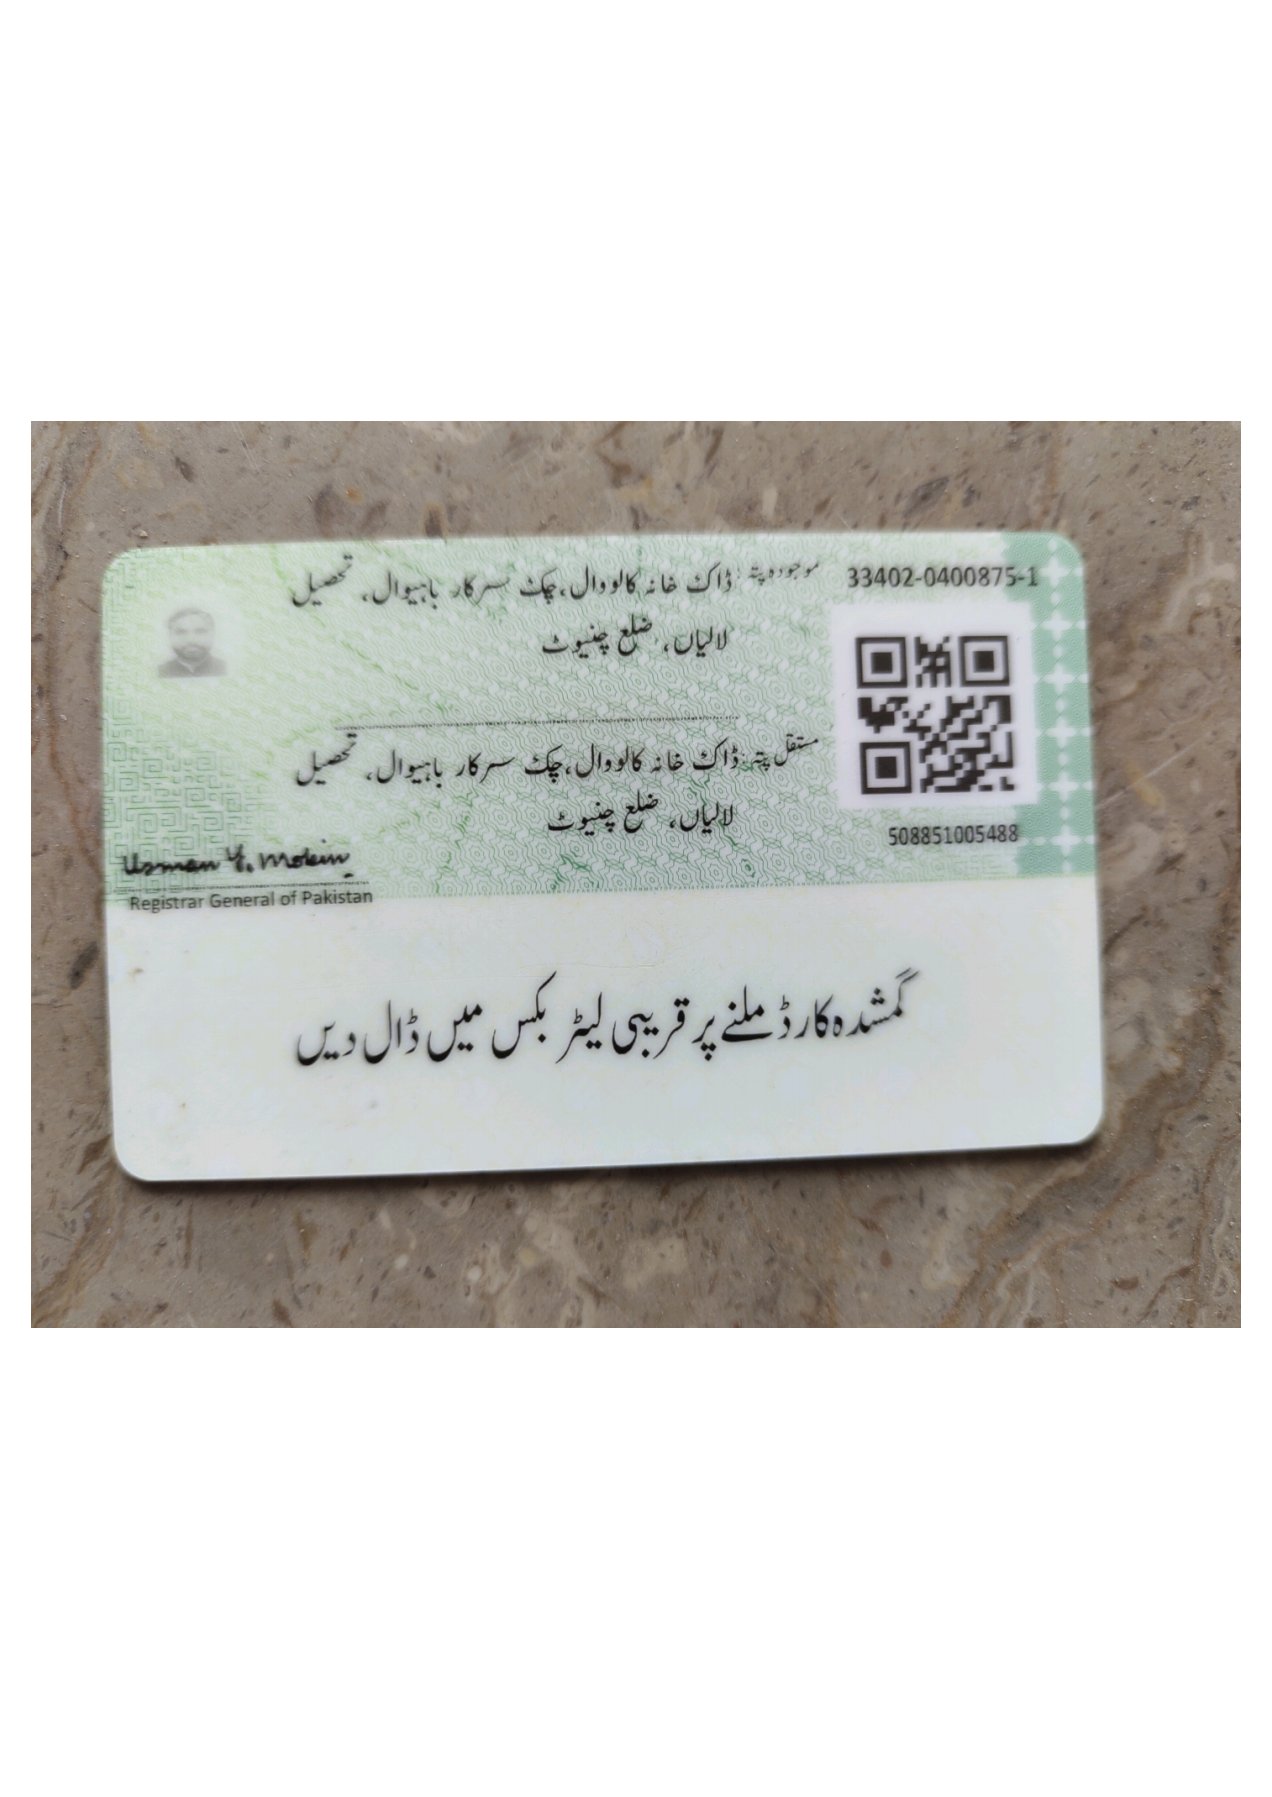 موجودہ پتہ: ڈاک خانہ کالووال، چک سرکار باہیوال، تحصیل
لالیاں، ضلع چنیوٹ
33402-0400875-1
مستقل پتہ: ڈاک خانہ کالووال، چک سرکار باہیوال، تحصیل
لالیاں، ضلع چنیوٹ
508851005488
Usman Y. Mobin
Registrar General of Pakistan
گمشدہ کارڈ ملنے پر قریبی لیٹر بکس میں ڈال دیں